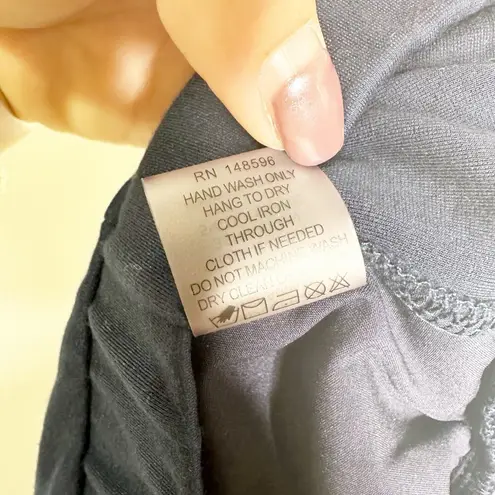 RN 148596
HAND WASH ONLY
HANG TO DRY
COOL IRON
THROUGH
CLOTH IF NEEDED
DO NOT MACHINE WASH
DRY CLEAN